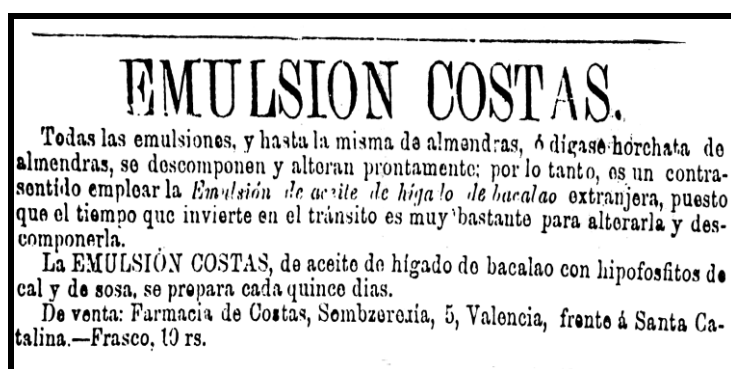 EMULSION COSTAS.
Todas las emulsiones, y hasta la misma de almendras, ó dígase horchata de
almendras, se descomponen y alteran prontamente; por lo tanto, es un contra-
sentido emplear la Emulsión de aceite de hígado de bacalao extranjera, puesto
que el tiempo que invierte en el tránsito es muy bastante para alterarla y des-
componerla.
La EMULSIÓN COSTAS, de aceite de hígado de bacalao con hipofosfitos de
cal y de sosa, se prepara cada quince dias.
De venta: Farmacia de Costas, Sombrerería, 5, Valencia, frente á Santa Ca-
talina.—Frasco, 10 rs.